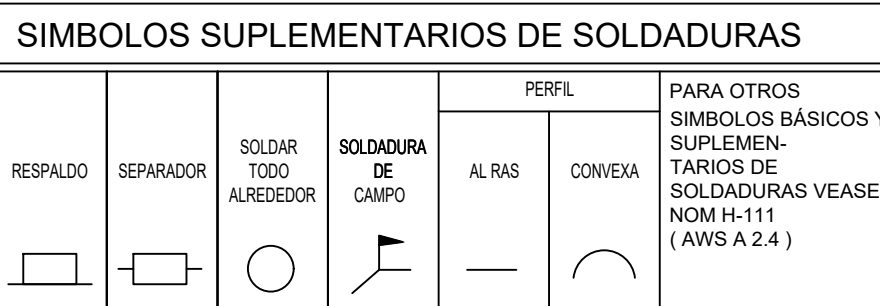 SIMBOLOS SUPLEMENTARIOS DE SOLDADURAS
RESPALDO
SEPARADOR
SOLDAR
TODO
ALREDEDOR
SOLDADURA
DE
CAMPO
PERFIL
AL RAS
CONVEXA
PARA OTROS
SIMBOLOS BÁSICOS Y
SUPLEMEN-
TARIOS DE
SOLDADURAS VEASE
NOM H-111
( AWS A 2.4 )